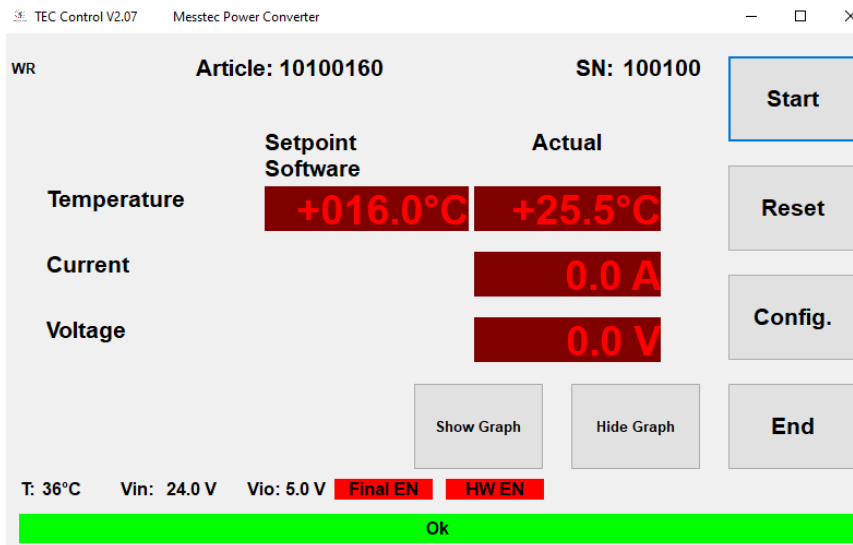 TEC Control V2.07 Messtec Power Converter
WR Article: 10100160 SN: 100100
Start
Setpoint Actual
Software
Temperature +016.0°C +25.5°C
Reset
Current 0.0 A
Config.
Voltage 0.0 V
Show Graph Hide Graph End
T: 36°C Vin: 24.0 V Vio: 5.0 V Final EN HW EN
Ok